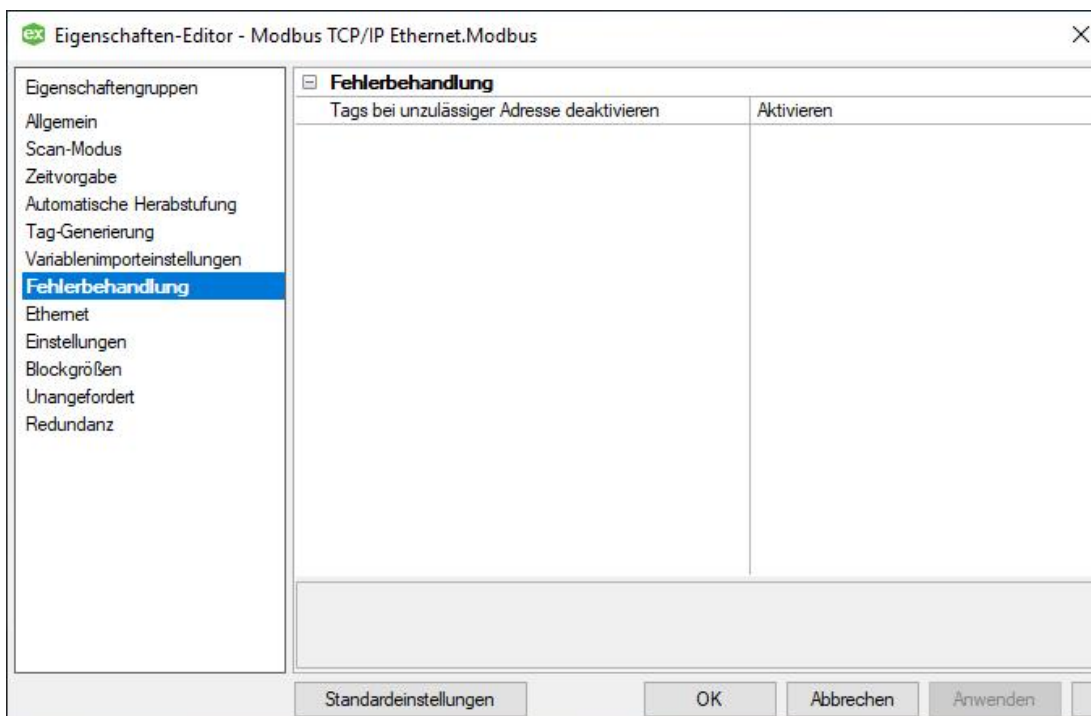 ex Eigenschaften-Editor - Modbus TCP/IP Ethernet.Modbus
Eigenschaftengruppen
Allgemein
Scan-Modus
Zeitvorgabe
Automatische Herabstufung
Tag-Generierung
Variablenimporteinstellungen
Fehlerbehandlung
Ethernet
Einstellungen
Blockgrößen
Unangefordert
Redundanz
Fehlerbehandlung
Tags bei unzulässiger Adresse deaktivieren Aktivieren
Standardeinstellungen OK Abbrechen Anwenden